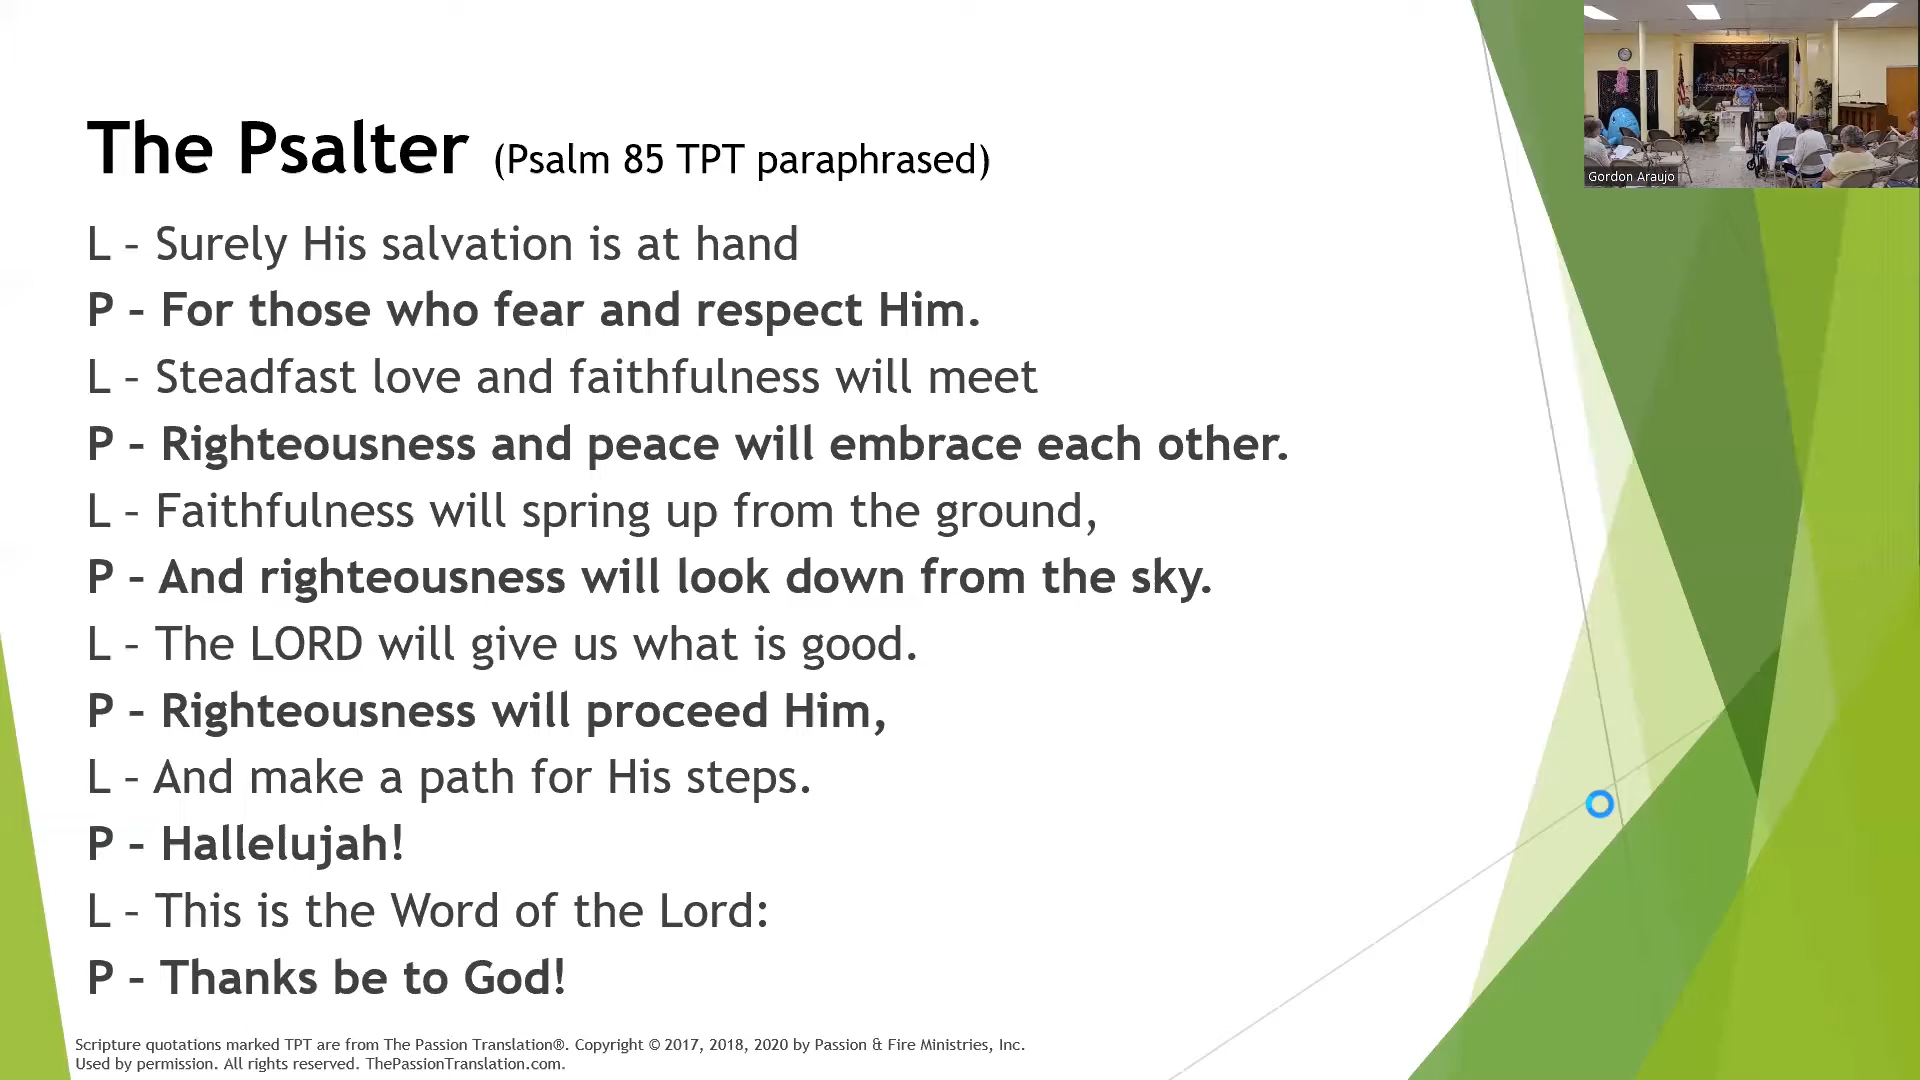 The Psalter (Psalm 85 TPT paraphrased)
L – Surely His salvation is at hand
P – For those who fear and respect Him.
L – Steadfast love and faithfulness will meet
P – Righteousness and peace will embrace each other.
L – Faithfulness will spring up from the ground,
P – And righteousness will look down from the sky.
L – The LORD will give us what is good.
P – Righteousness will proceed Him,
L – And make a path for His steps.
P – Hallelujah!
L – This is the Word of the Lord:
P – Thanks be to God!
Scripture quotations marked TPT are from The Passion Translation®. Copyright © 2017, 2018, 2020 by Passion & Fire Ministries, Inc.
Used by permission. All rights reserved. ThePassionTranslation.com.
Gordon Araujo